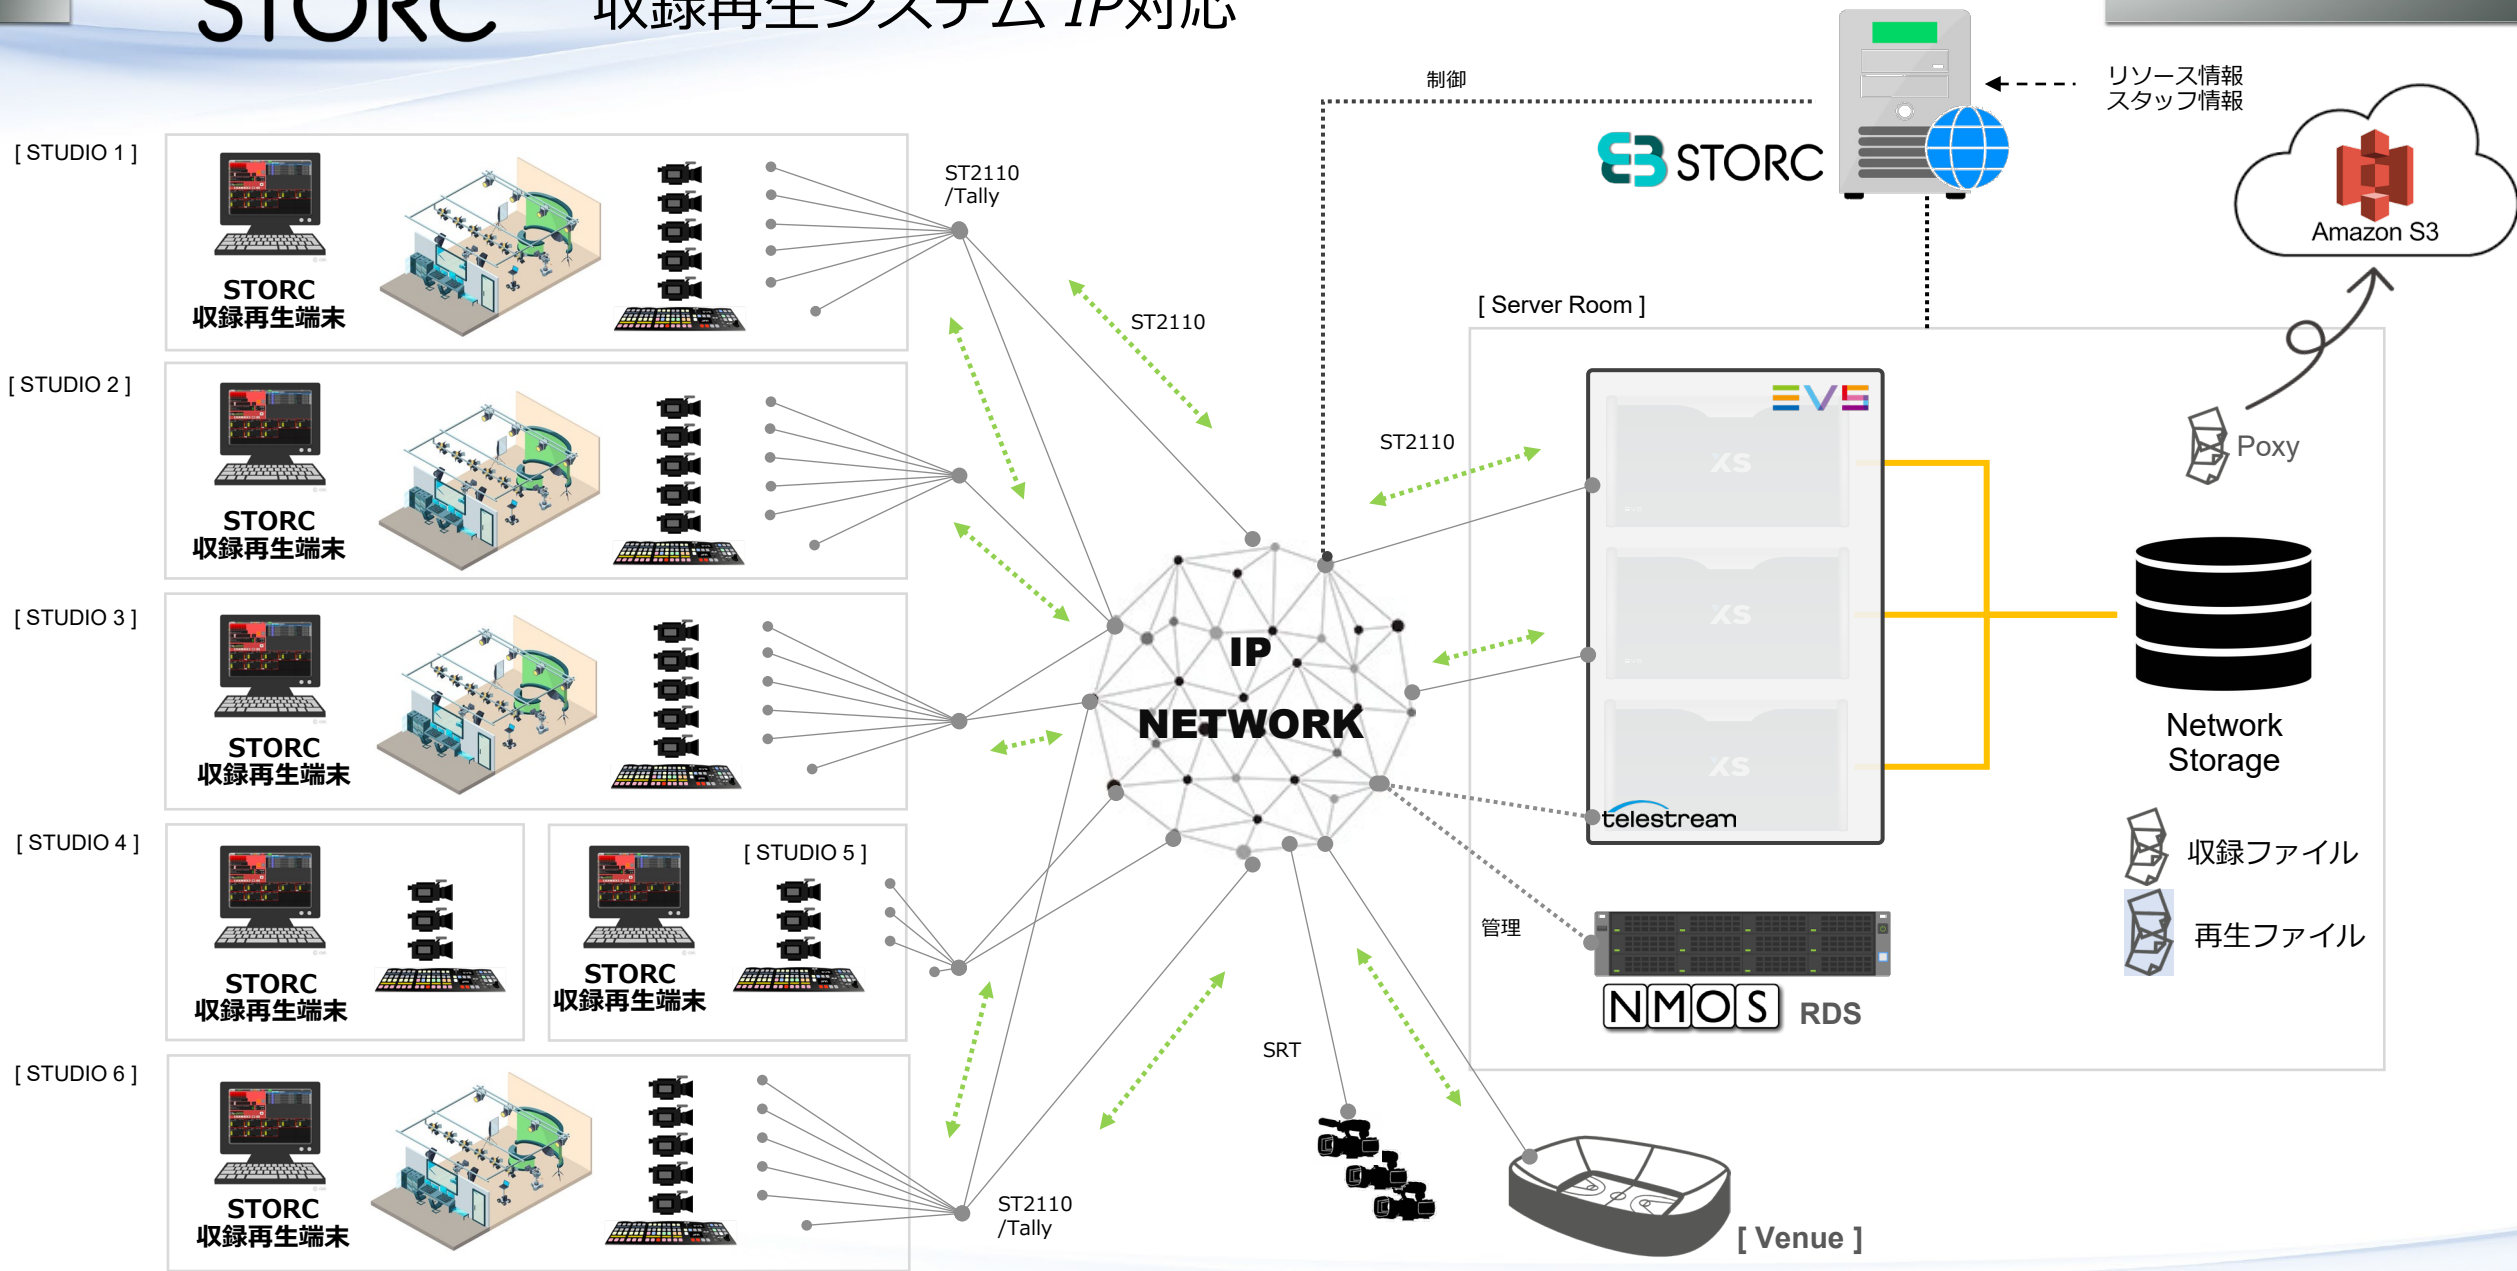 STORC 収録再生システム IP対応
制御
リソース情報
スタッフ情報
STORC
Amazon S3
[ STUDIO 1 ]
STORC
収録再生端末
ST2110
/Tally
ST2110
[ Server Room ]
[ STUDIO 2 ]
STORC
収録再生端末
ST2110
EVS
XS
XS
XS
telestream
Poxy
[ STUDIO 3 ]
STORC
収録再生端末
IP
NETWORK
Network
Storage
[ STUDIO 4 ]
STORC
収録再生端末
[ STUDIO 5 ]
STORC
収録再生端末
収録ファイル
再生ファイル
管理
NMOS RDS
SRT
[ STUDIO 6 ]
STORC
収録再生端末
ST2110
/Tally
[ Venue ]